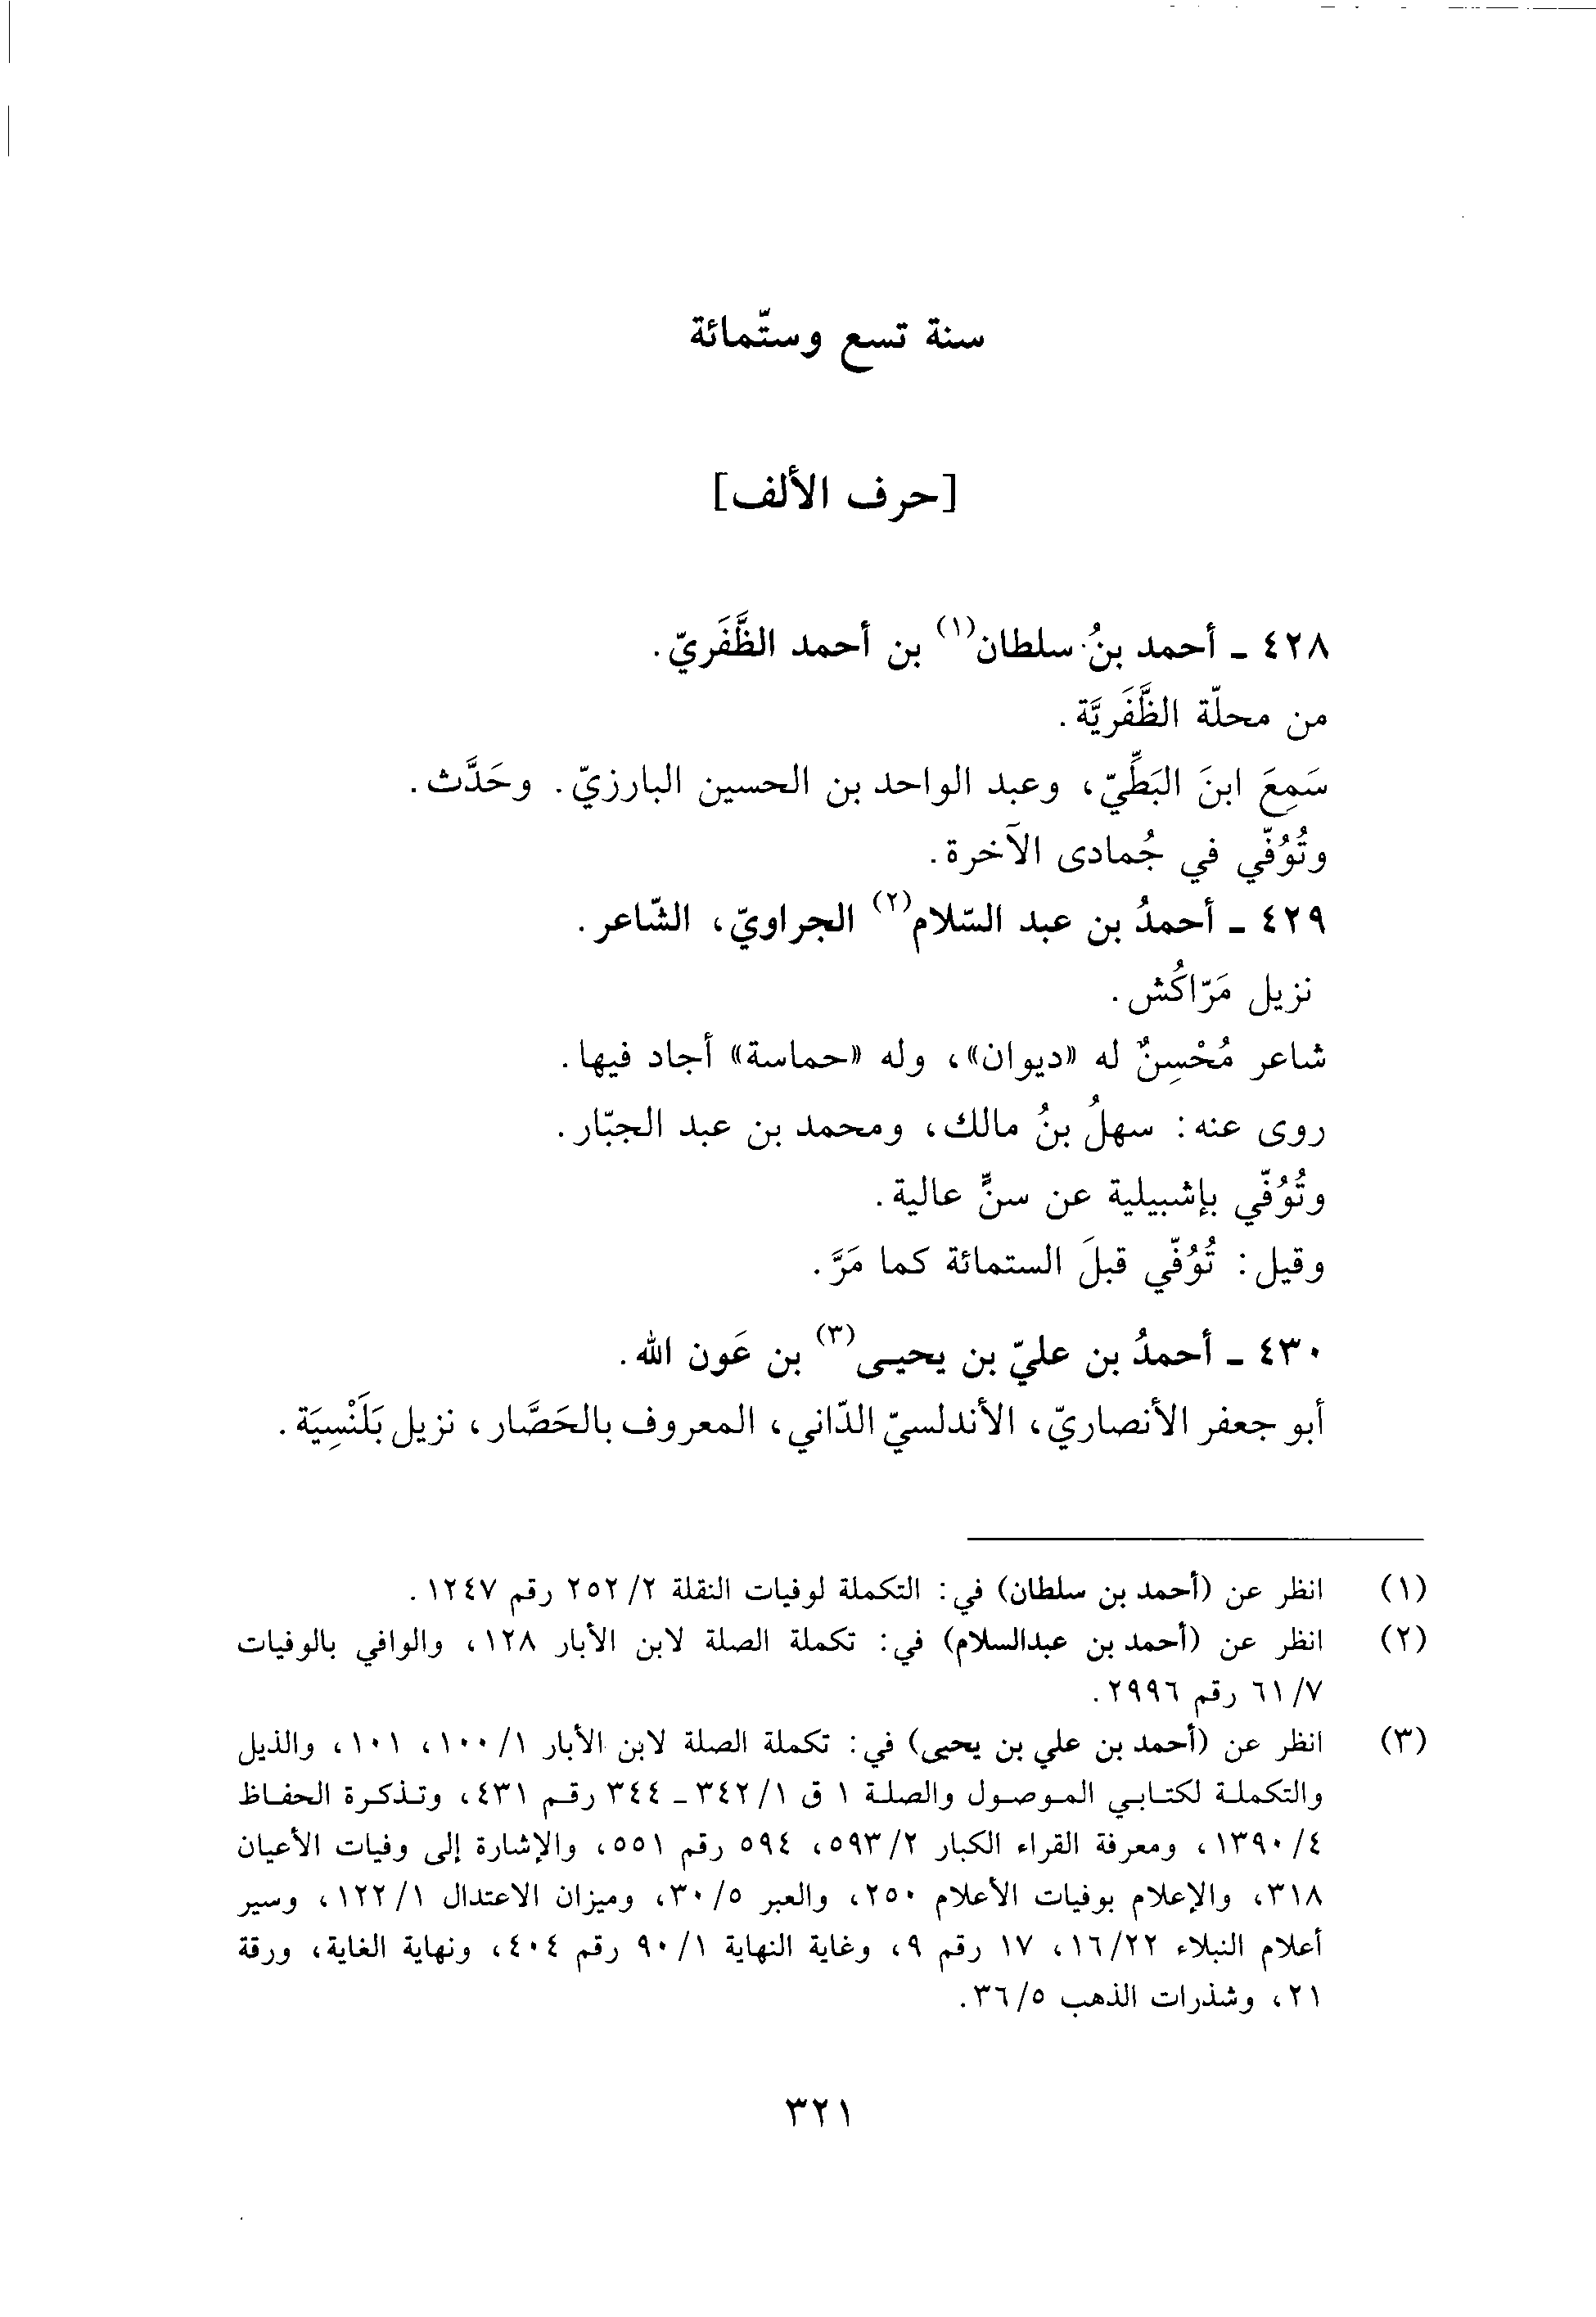 سنة تسع وستّمائة
[حرف الألف]
٤٢٨ ـ أحمد بنُ سلطان(١) بن أحمد الظَّفَريّ.
من محلّة الظَّفَريَّة.
سَمِعَ ابنَ البَطِّيّ، وعبد الواحد بن الحسين البارزيّ. وحَدَّث.
وتُوُفّي في جُمادى الآخرة.
٤٢٩ ـ أحمدُ بن عبد السّلام(٢) الجراويّ، الشّاعر.
نزيل مَرّاكُش.
شاعر مُحْسِنٌ له «ديوان»، وله «حماسة» أجاد فيها.
روى عنه: سهلُ بنُ مالك، ومحمد بن عبد الجبّار.
وتُوُفّي بإشبيلية عن سنٍّ عالية.
وقيل: تُوُفّي قبلَ الستمائة كما مَرَّ.
٤٣٠ ـ أحمدُ بن عليّ بن يحيـى(٣) بن عَون الله.
أبو جعفر الأنصاريّ، الأندلسيّ الدّاني، المعروف بالحَصَّار، نزيل بَلَنْسِيَة.
(١) انظر عن (أحمد بن سلطان) في: التكملة لوفيات النقلة ٢/ ٢٥٢ رقم ١٢٤٧.
(٢) انظر عن (أحمد بن عبدالسلام) في: تكملة الصلة لابن الأبار ١٢٨، والوافي بالوفيات
٧/ ٦١ رقم ٢٩٩٦.
(٣) انظر عن (أحمد بن علي بن يحيى) في: تكملة الصلة لابن الأبار ١/ ١٠٠، ١٠١، والذيل
والتكملـة لكتـابـي المـوصـول والصلـة ١ ق ١/ ٣٤٢ ـ ٣٤٤ رقـم ٤٣١، وتـذكـرة الحفـاظ
٤/ ١٣٩٠، ومعرفة القراء الكبار ٢/ ٥٩٣، ٥٩٤ رقم ٥٥١، والإشارة إلى وفيات الأعيان
٣١٨، والإعلام بوفيات الأعلام ٢٥٠، والعبر ٥/ ٣٠، وميزان الاعتدال ١/ ١٢٢، وسير
أعلام النبلاء ٢٢/ ١٦، ١٧ رقم ٩، وغاية النهاية ١/ ٩٠ رقم ٤٠٤، ونهاية الغاية، ورقة
٢١، وشذرات الذهب ٥/ ٣٦.
٣٢١